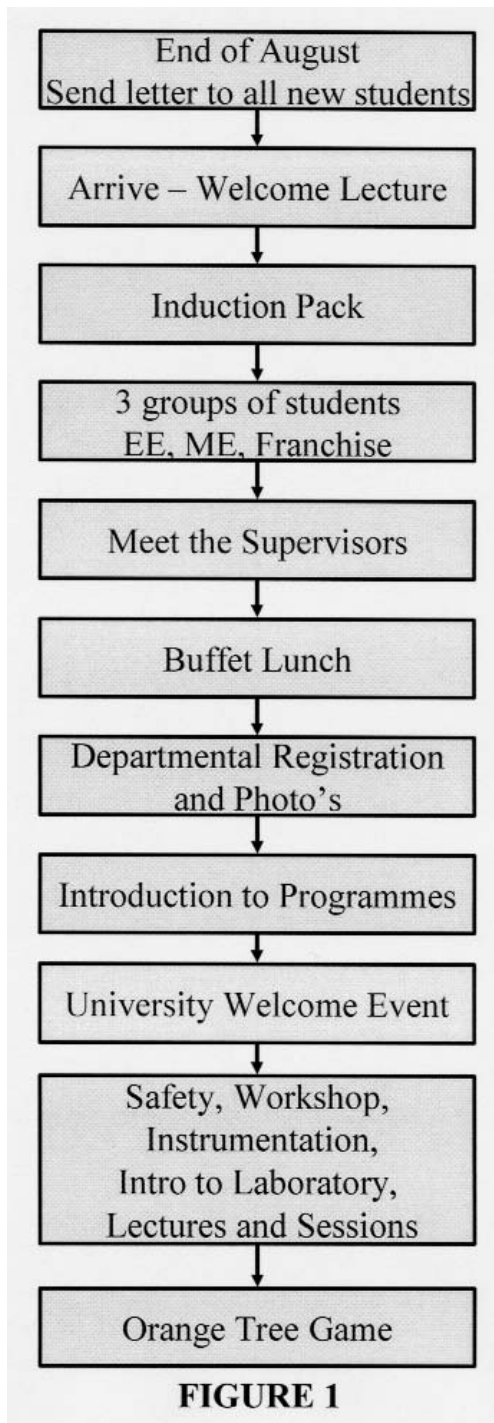 End of August
Send letter to all new students
Arrive – Welcome Lecture
Induction Pack
3 groups of students
EE, ME, Franchise
Meet the Supervisors
Buffet Lunch
Departmental Registration
and Photo's
Introduction to Programmes
University Welcome Event
Safety, Workshop,
Instrumentation,
Intro to Laboratory,
Lectures and Sessions
Orange Tree Game
FIGURE 1